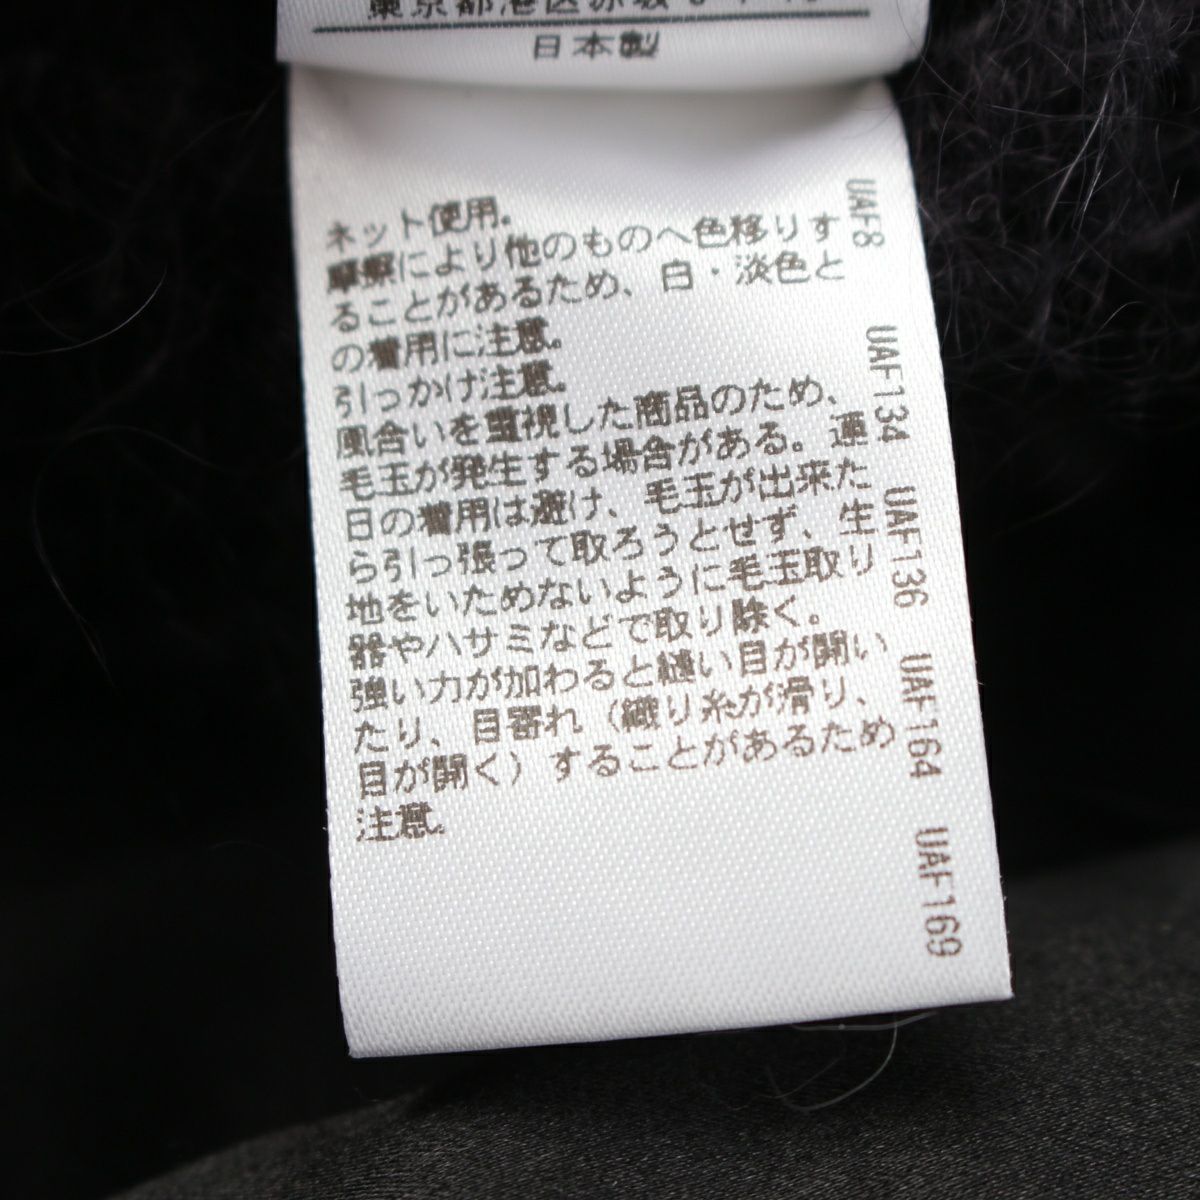 東京都港区赤坂
日本製
ネット使用。
摩擦により他のものへ色移りす
ることがあるため、白・淡色と
の着用に注意。
引っかけ注意。
風合いを重視した商品のため、
毛玉が発生する場合がある。連
日の着用は避け、毛玉が出来た
ら引っ張って取ろうとせず、生
地をいためないように毛玉取り
器やハサミなどで取り除く。
強い力が加わると縫い目が開い
たり、目寄れ（織り糸が滑り、
目が開く）することがあるため
注意。
UAF8
UAF134
UAF136
UAF164
UAF169